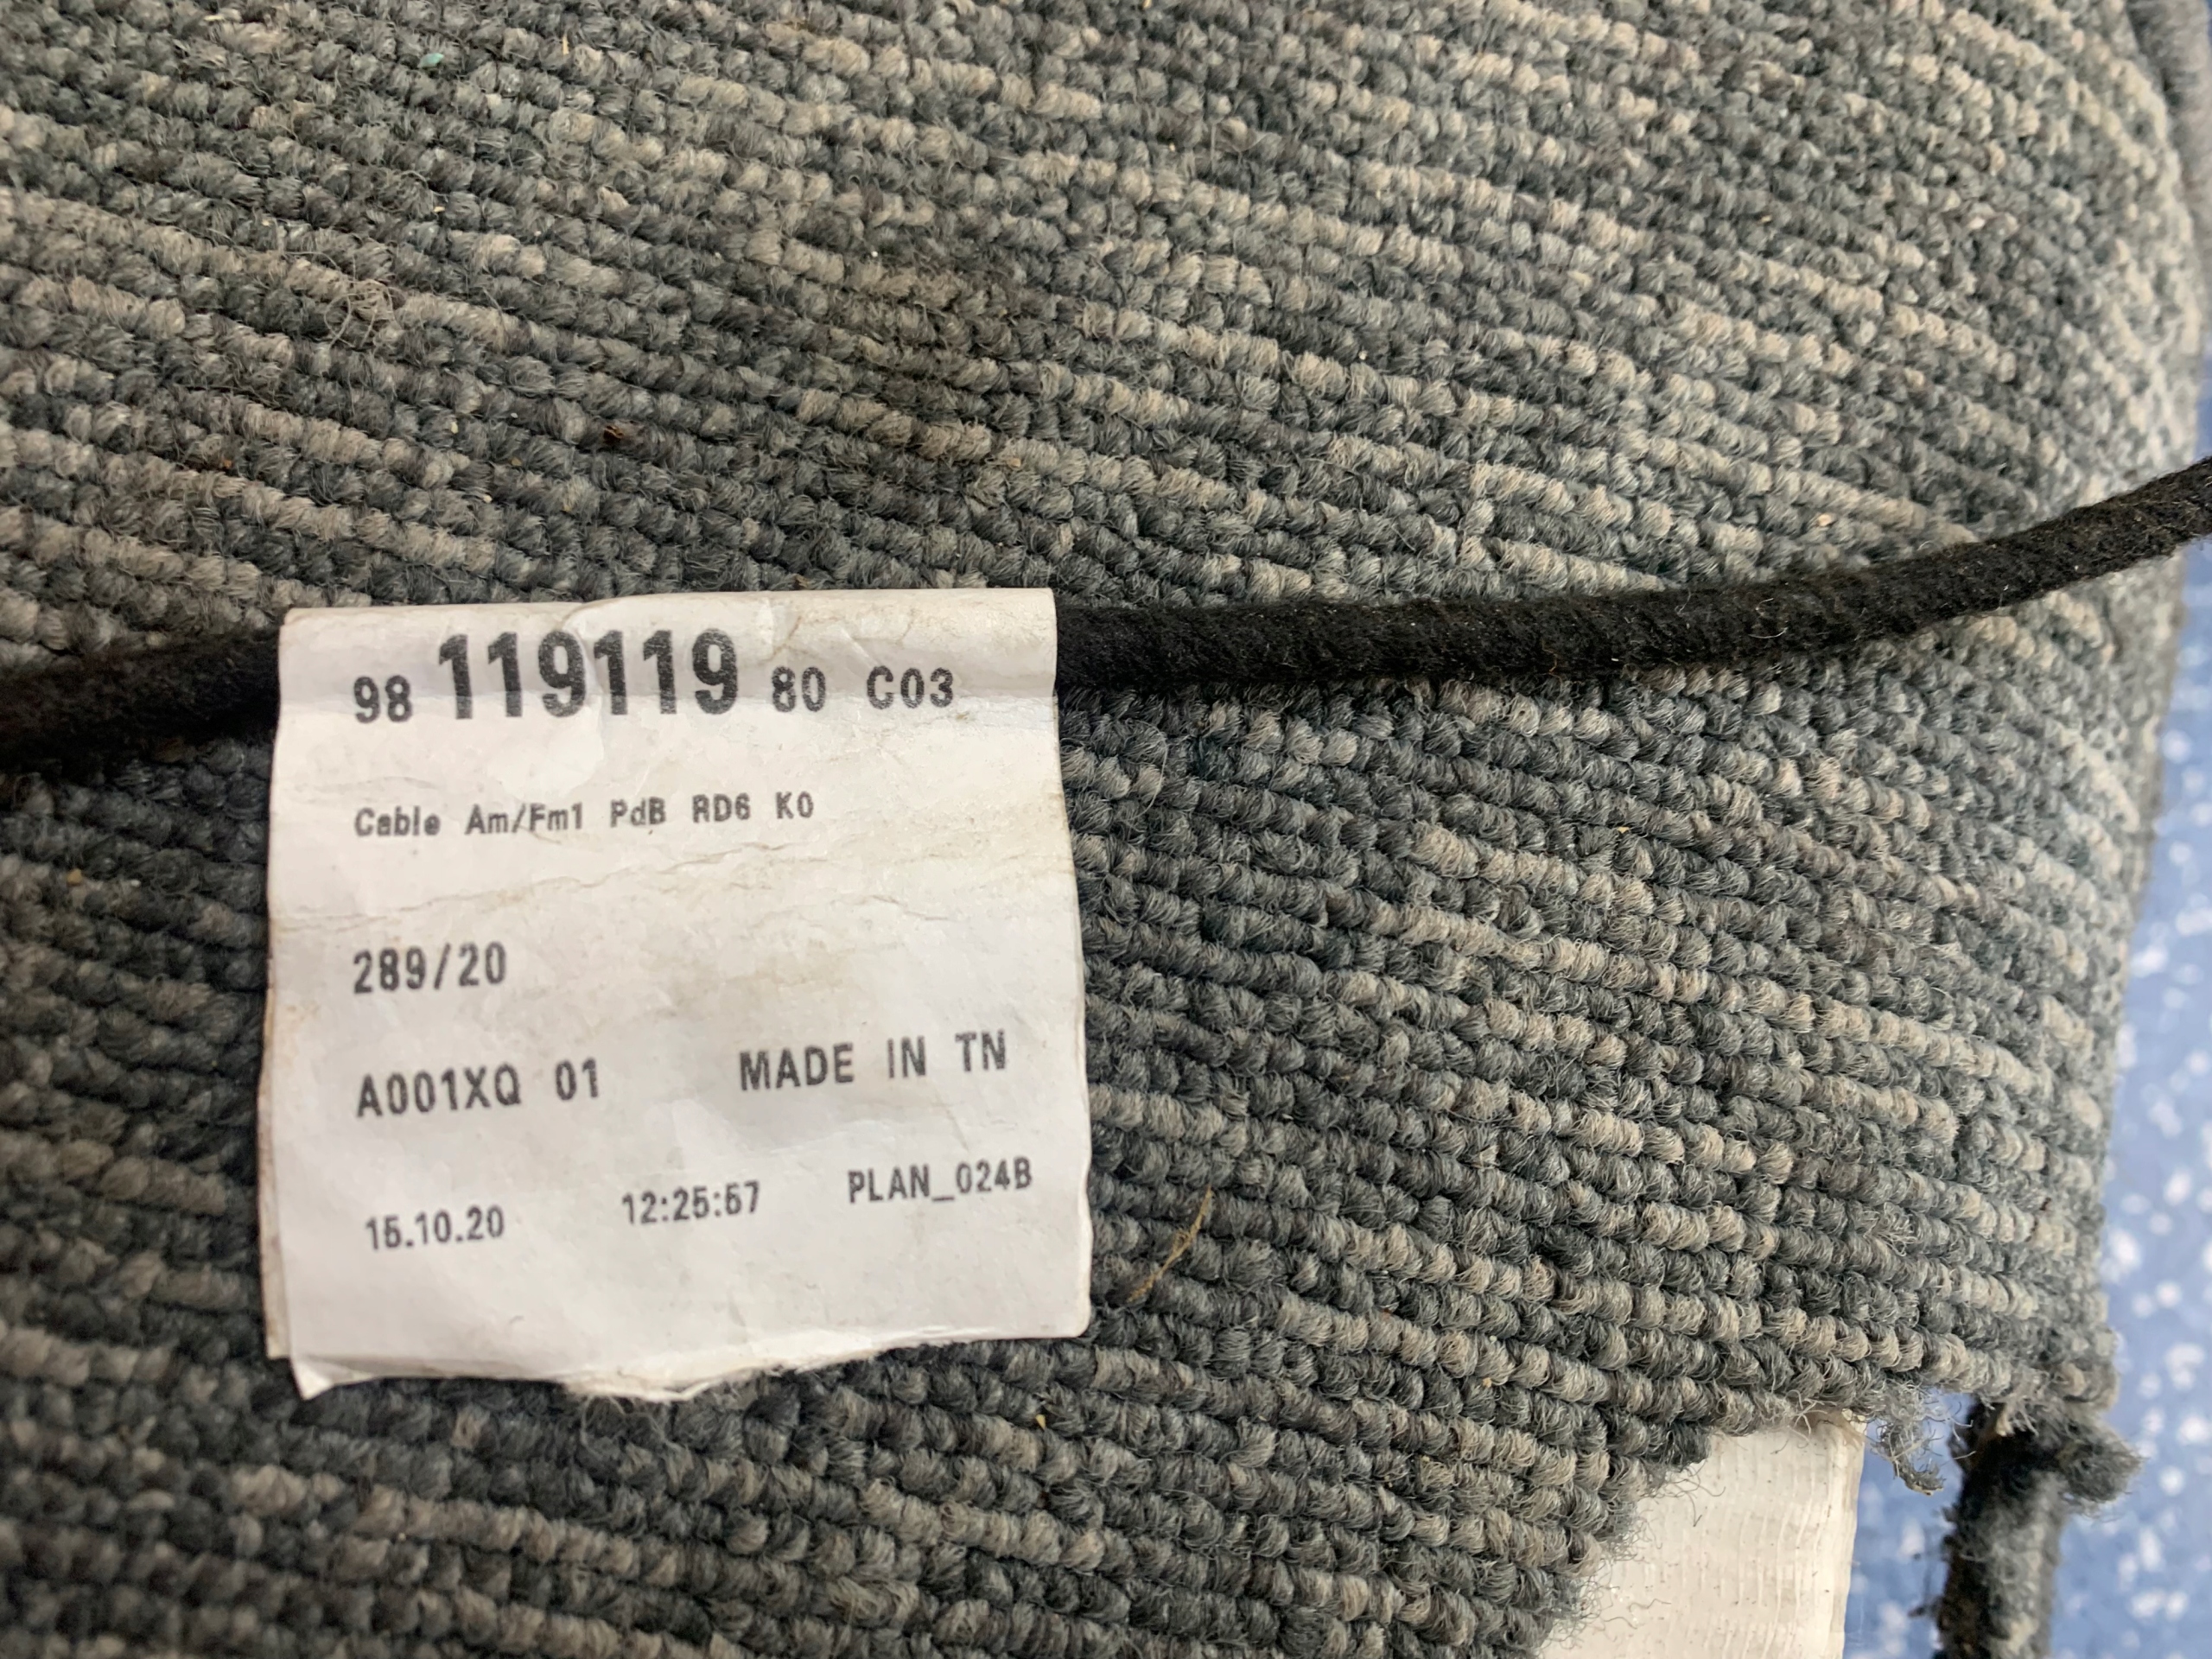 98 119119 80 C03
Cable Am/Fm1 PdB RD6 K0
289/20
A001XQ 01 MADE IN TN
15.10.20 12:25:57 PLAN_024B